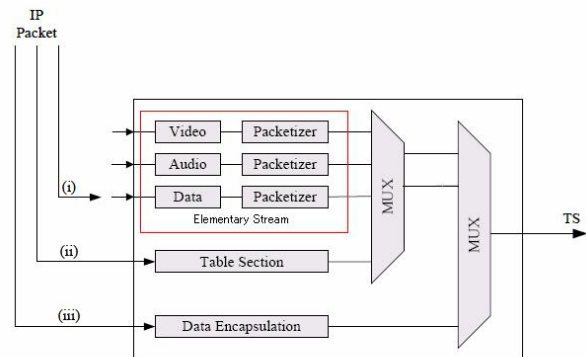 IP
Packet
Video
Packetizer
Audio
Packetizer
(i)
Data
Packetizer
Elementary Stream
MUX
MUX
TS
(ii)
Table Section
(iii)
Data Encapsulation